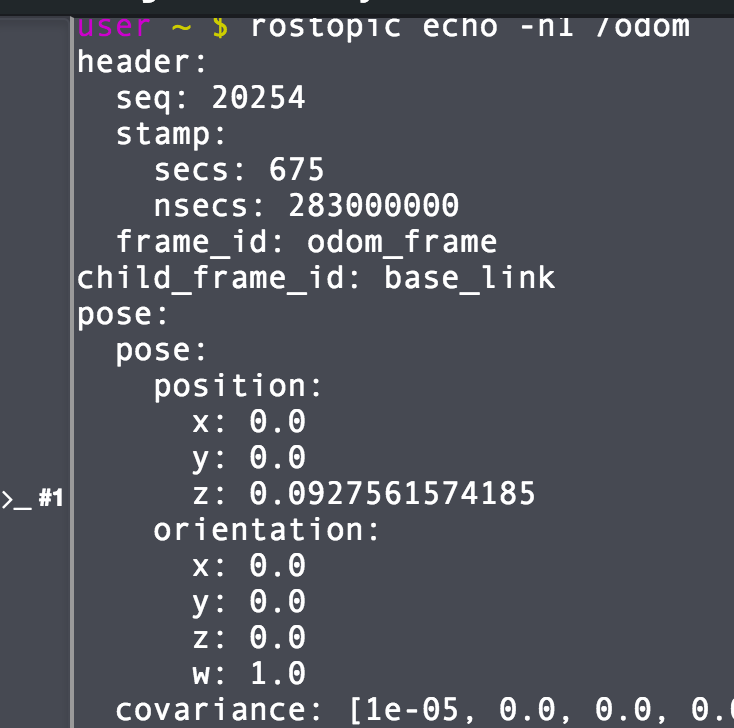 user ~ $ rostopic echo -n1 /odom
header:
  seq: 20254
  stamp:
    secs: 675
    nsecs: 283000000
  frame_id: odom_frame
child_frame_id: base_link
pose:
  pose:
    position:
      x: 0.0
      y: 0.0
      z: 0.0927561574185
    orientation:
      x: 0.0
      y: 0.0
      z: 0.0
      w: 1.0
  covariance: [1e-05, 0.0, 0.0, 0.
>_ #1